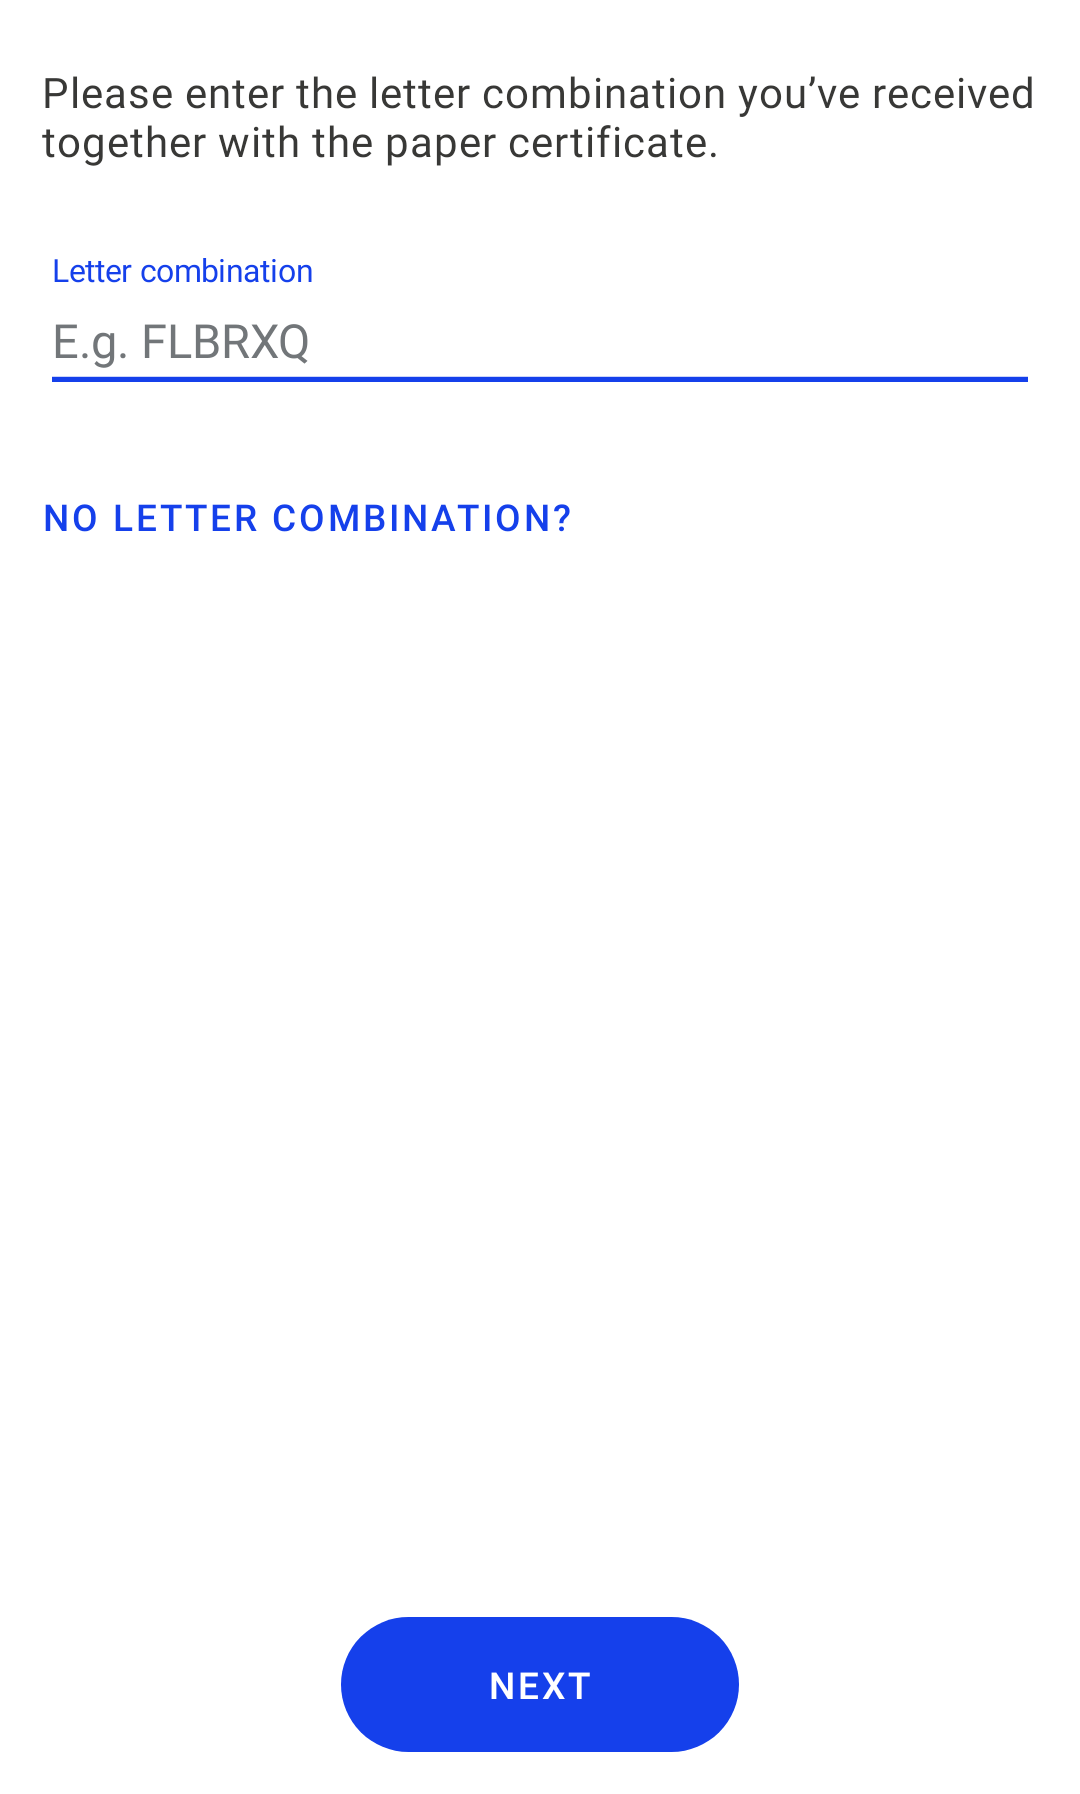 Please enter the letter combination you’ve received
together with the paper certificate.
Letter combination
E.g. FLBRXQ
NO LETTER COMBINATION?
NEXT